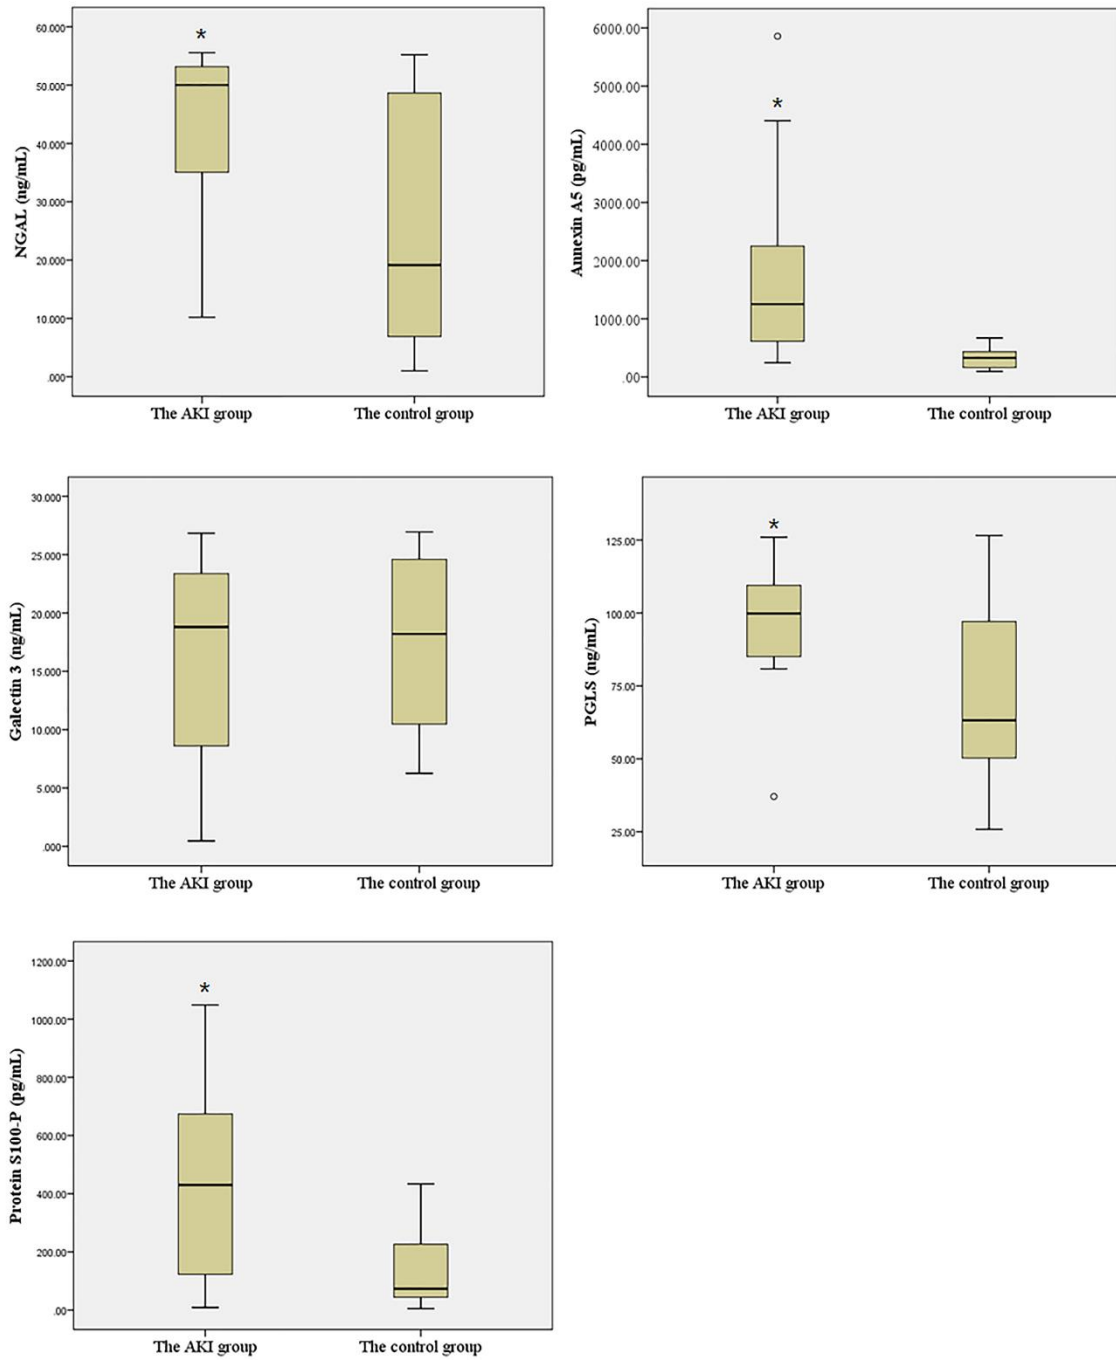 NGAL (ng/mL)
60.000
50.000
40.000
30.000
20.000
10.000
.000
*
The AKI group
The control group
Annexin A5 (pg/mL)
6000.00
5000.00
4000.00
3000.00
2000.00
1000.00
.00
*
The AKI group
The control group
Galectin 3 (ng/mL)
30.000
25.000
20.000
15.000
10.000
5.000
.000
The AKI group
The control group
PGLS (ng/mL)
125.00
100.00
75.00
50.00
25.00
*
The AKI group
The control group
Protein S100-P (pg/mL)
1200.00
1000.00
800.00
600.00
400.00
200.00
.00
*
The AKI group
The control group